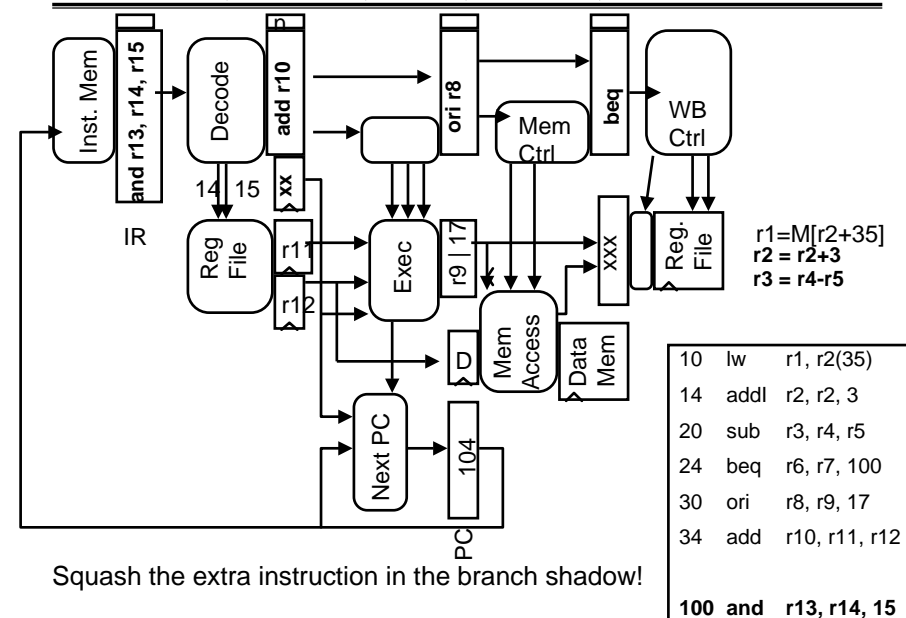 Inst. Mem
and r13, r14, r15
IR
Decode
14 15
Reg
File
n
add r10
xx
r11
r12
Exec
Next PC
ori r8
r9 | 17
D
104
PC
Mem
Ctrl
Mem
Access
Data
Mem
beq
xxx
WB
Ctrl
Reg.
File
r1=M[r2+35]
r2 = r2+3
r3 = r4-r5
10 lw r1, r2(35)
14 addI r2, r2, 3
20 sub r3, r4, r5
24 beq r6, r7, 100
30 ori r8, r9, 17
34 add r10, r11, r12
100 and r13, r14, 15
Squash the extra instruction in the branch shadow!